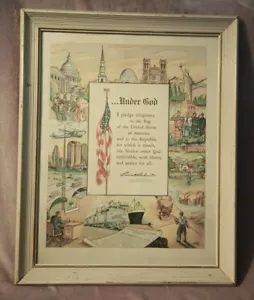 ...Under God
I pledge allegiance
to the Flag
of the United States
of America
and to the Republic
for which it stands,
one Nation under God,
indivisible, with liberty
and justice for all.